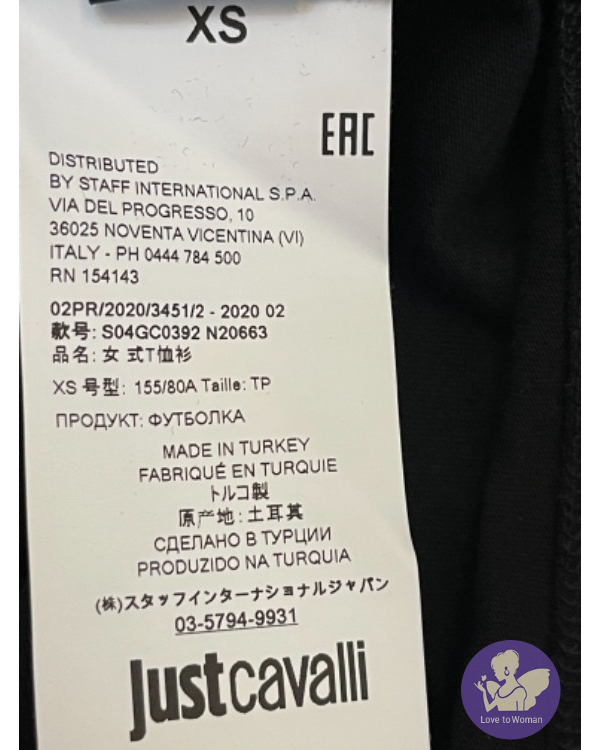 XS
EAC
DISTRIBUTED
BY STAFF INTERNATIONAL S.P.A.
VIA DEL PROGRESSO, 10
36025 NOVENTA VICENTINA (VI)
ITALY - PH 0444 784 500
RN 154143
02PR/2020/3451/2 - 2020 02
款号: S04GC0392 N20663
品名: 女 式T恤衫
XS 号型: 155/80A Taille: TP
ПРОДУКТ: ФУТБОЛКА
MADE IN TURKEY
FABRIQUÉ EN TURQUIE
トルコ製
原产地: 土耳其
СДЕЛАНО В ТУРЦИИ
PRODUZIDO NA TURQUIA
(株)スタッフインターナショナルジャパン
03-5794-9931
justcavalli
Love to Woman